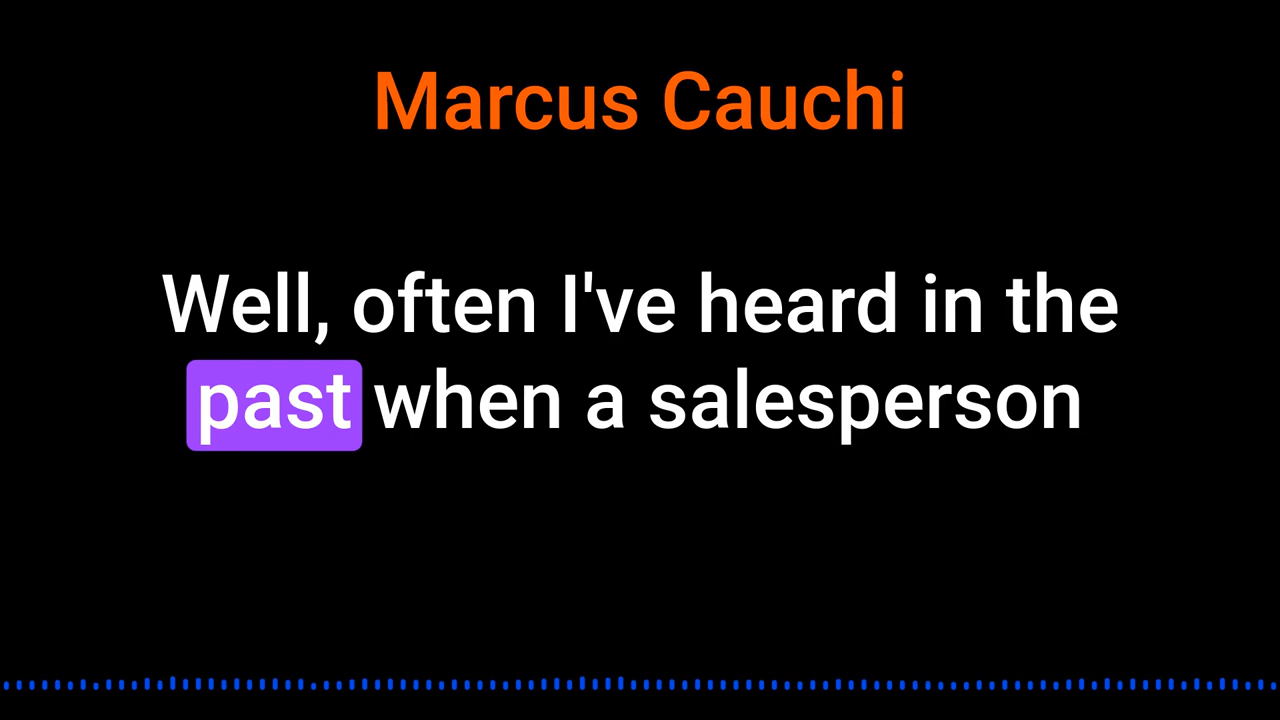 Marcus Cauchi
Well, often I've heard in the
past when a salesperson